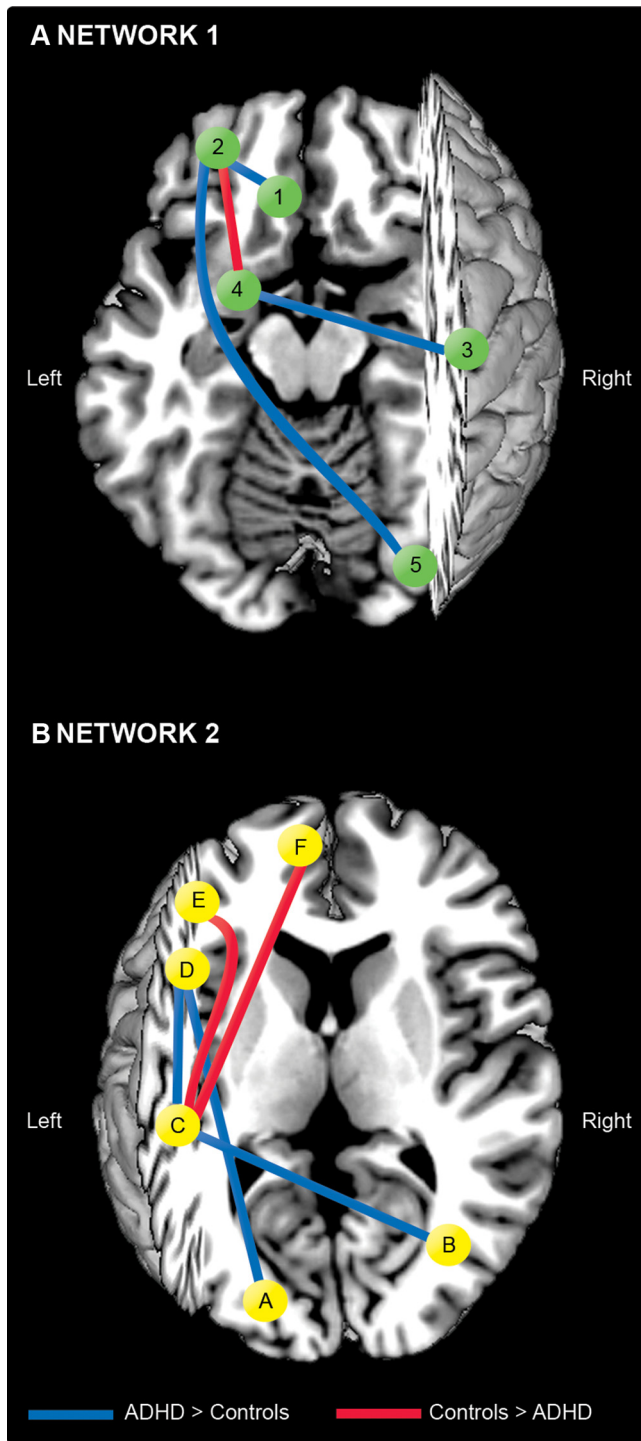 A NETWORK 1
2
1
4
3
Left
Right
5
B NETWORK 2
F
E
D
Left
C
Right
B
A
ADHD > Controls
Controls > ADHD